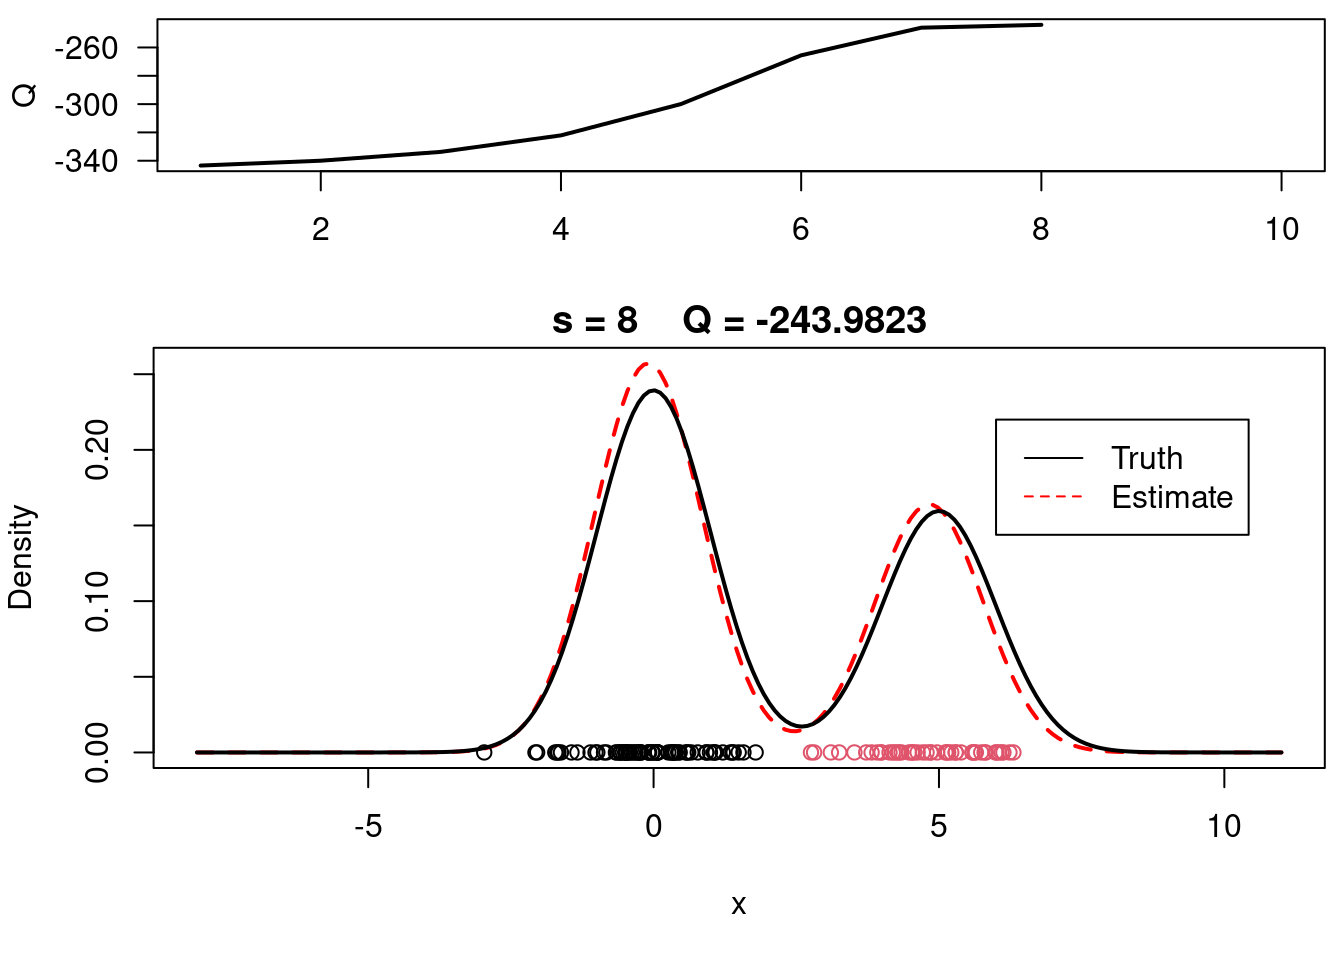 Q
-260
-300
-340
2 4 6 8 10
s = 8 Q = -243.9823
Density
0.20
0.10
0.00
Truth
Estimate
-5 0 5 10
x